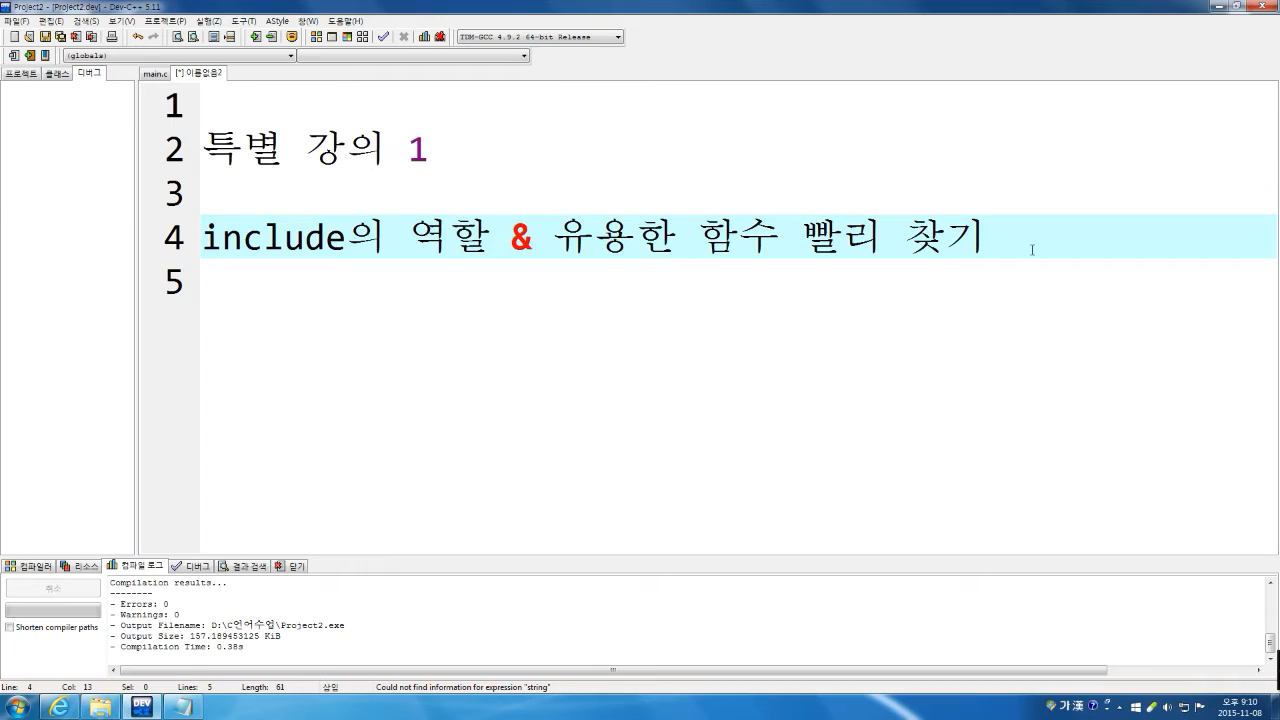 Project2 - [Project2.dev] - Dev-C++ 5.11
파일(F) 편집(E) 검색(S) 보기(V) 프로젝트(P) 실행(Z) 도구(T) AStyle 창(W) 도움말(H)
TDM-GCC 4.9.2 64-bit Release
(globals)
프로젝트 클래스 디버그
main.c [*] 이름없음2
1
2 특별 강의 1
3
4 include의 역할 & 유용한 함수 빨리 찾기
5
컴파일러 리소스 컴파일 로그 디버그 결과 검색 닫기
취소
Shorten compiler paths
Compilation results...
--------
- Errors: 0
- Warnings: 0
- Output Filename: D:\C언어수업\Project2.exe
- Output Size: 157.189453125 KiB
- Compilation Time: 0.38s
Line: 4 Col: 13 Sel: 0 Lines: 5 Length: 61 삽입 Could not find information for expression "string"
DEV
가 漢
오후 9:10
2015-11-08